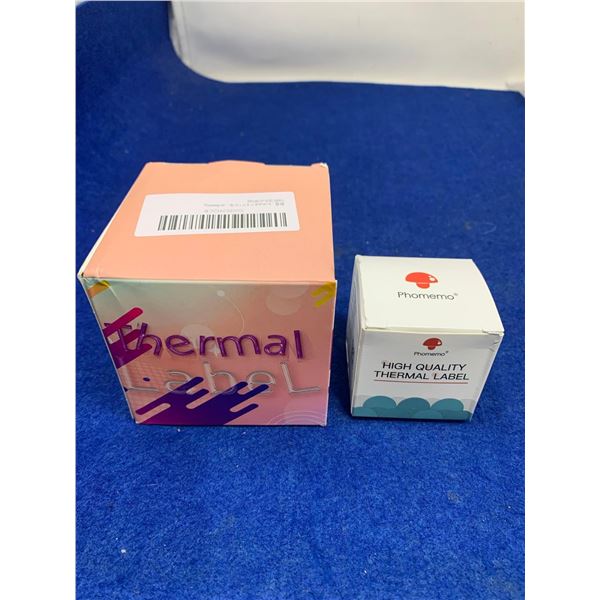 Thermal
Label
Phomemo®
Phomemo®
HIGH QUALITY
THERMAL LABEL